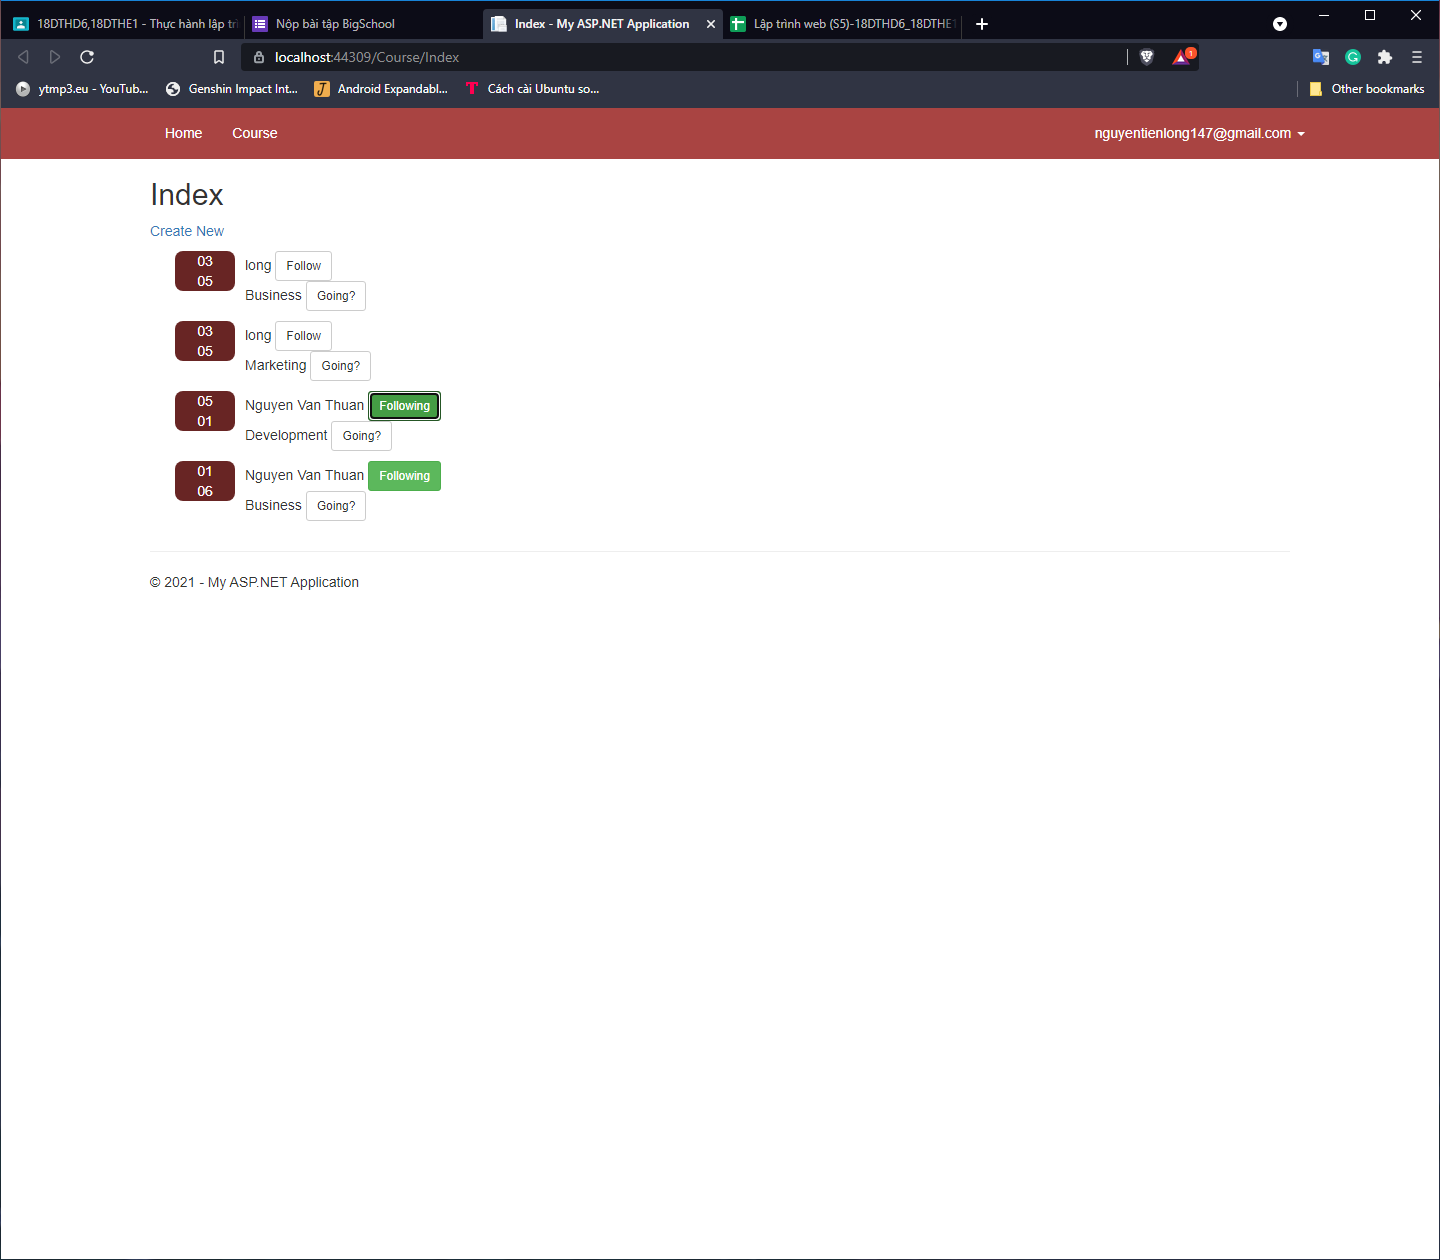 18DTHD6,18DTHE1 - Thực hành lập tr
Nộp bài tập BigSchool
Index - My ASP.NET Application
Lập trình web (S5)-18DTHD6_18DTHE1
localhost:44309/Course/Index
1
ytmp3.eu - YouTub...
Genshin Impact Int...
Android Expandabl...
Cách cài Ubuntu so...
Other bookmarks
Home
Course
nguyentienlong147@gmail.com
Index
Create New
03
05
long Follow
Business Going?
03
05
long Follow
Marketing Going?
05
01
Nguyen Van Thuan Following
Development Going?
01
06
Nguyen Van Thuan Following
Business Going?
© 2021 - My ASP.NET Application